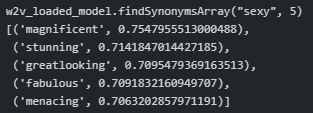 w2v_loaded_model.findSynonymsArray("sexy", 5)
[('magnificent', 0.7547955513000488),
('stunning', 0.7141847014427185),
('greatlooking', 0.7095479369163513),
('fabulous', 0.7091832160949707),
('menacing', 0.7063202857971191)]